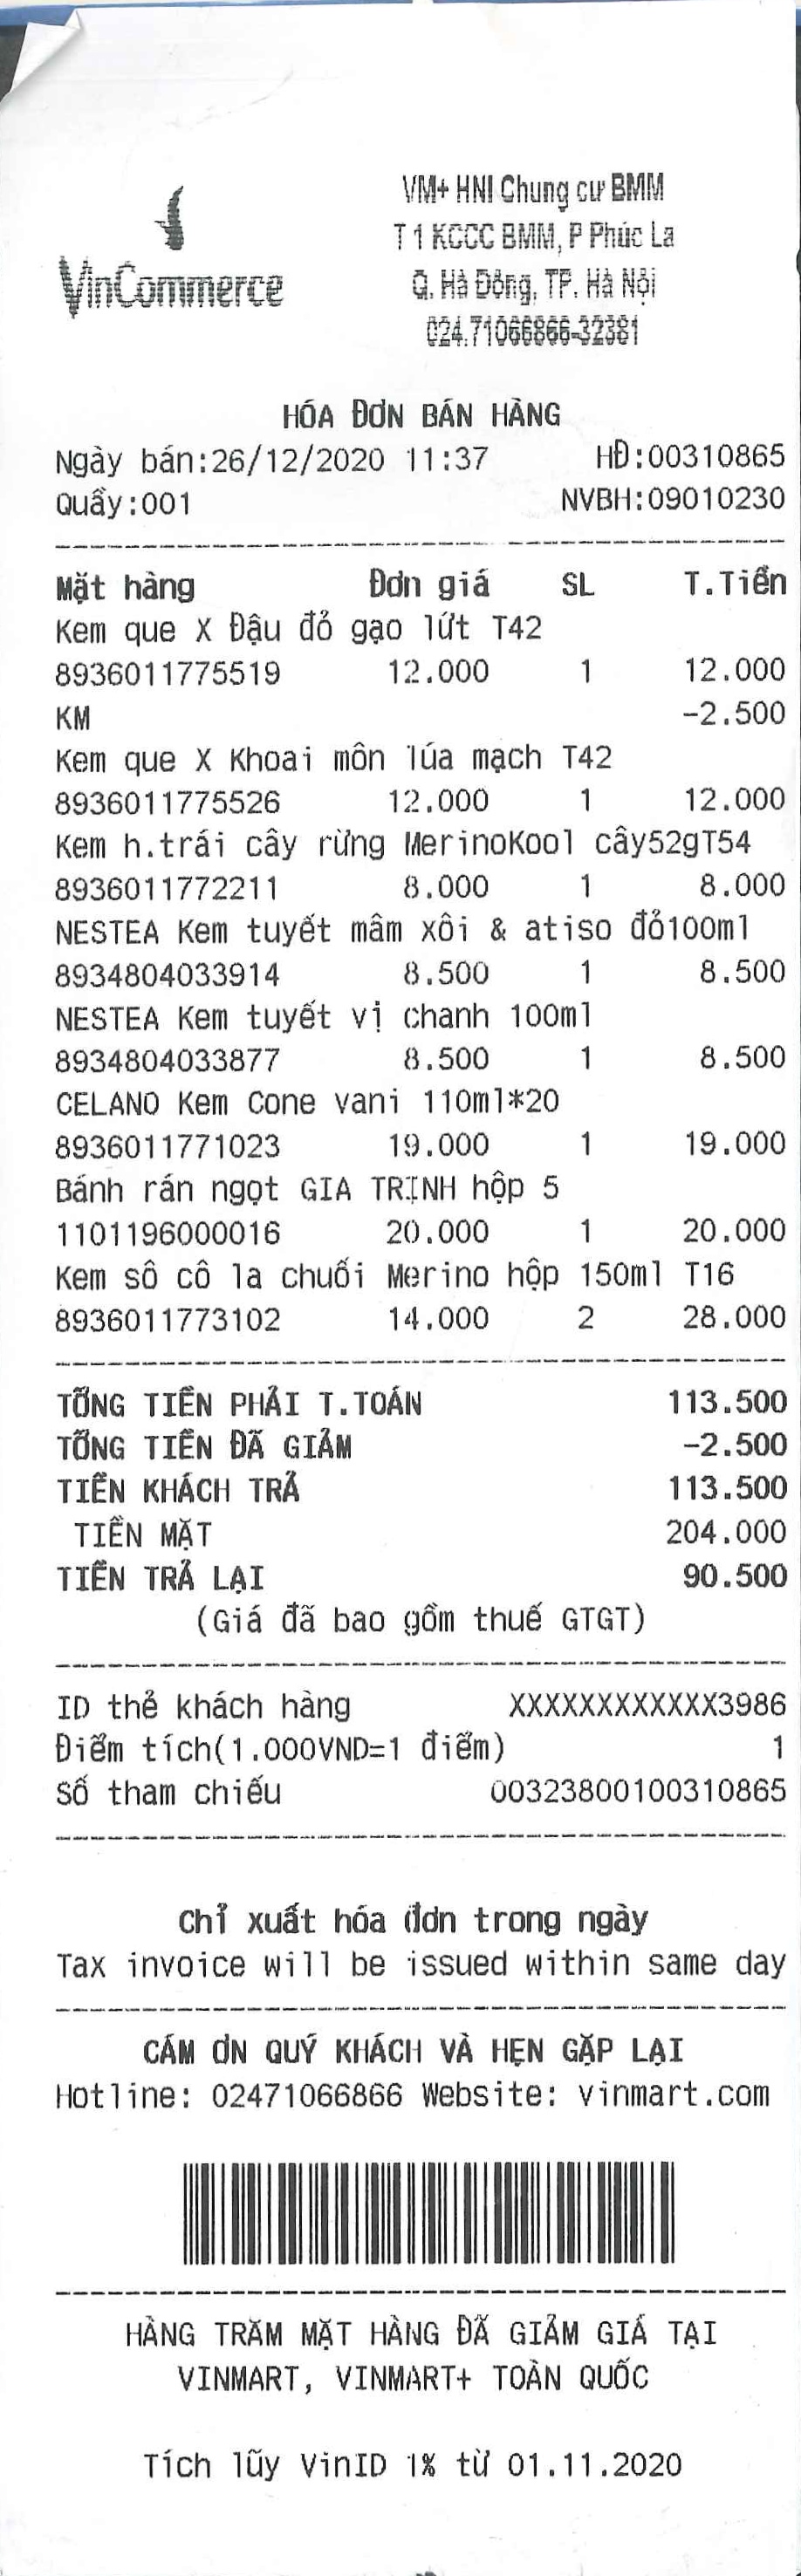 VinCommerce
VM+ HNI Chung cư BMM
T 1 KCCC BMM, P Phúc La
Q. Hà Đông, TP. Hà Nội
024.71066866-32381
HÓA ĐƠN BÁN HÀNG
Ngày bán:26/12/2020 11:37 HĐ:00310865
Quầy:001 NVBH:09010230
Mặt hàng Đơn giá SL T.Tiền
Kem que X Đậu đỏ gạo lứt T42
8936011775519 12.000 1 12.000
KM -2.500
Kem que X Khoai môn lúa mạch T42
8936011775526 12.000 1 12.000
Kem h.trái cây rừng MerinoKool cây52gT54
8936011772211 8.000 1 8.000
NESTEA Kem tuyết mâm xôi & atiso đỏ100ml
8934804033914 8.500 1 8.500
NESTEA Kem tuyết vị chanh 100ml
8934804033877 8.500 1 8.500
CELANO Kem Cone vani 110ml*20
8936011771023 19.000 1 19.000
Bánh rán ngọt GIA TRỊNH hộp 5
1101196000016 20.000 1 20.000
Kem sô cô la chuối Merino hộp 150ml T16
8936011773102 14.000 2 28.000
TỔNG TIỀN PHẢI T.TOÁN 113.500
TỔNG TIỀN ĐÃ GIẢM -2.500
TIỀN KHÁCH TRẢ 113.500
TIỀN MẶT 204.000
TIỀN TRẢ LẠI 90.500
(Giá đã bao gồm thuế GTGT)
ID thẻ khách hàng XXXXXXXXXXXX3986
Điểm tích(1.000VND=1 điểm) 1
Số tham chiếu 00323800100310865
Chỉ xuất hóa đơn trong ngày
Tax invoice will be issued within same day
CÁM ƠN QUÝ KHÁCH VÀ HẸN GẶP LẠI
Hotline: 02471066866 Website: vinmart.com
HÀNG TRĂM MẶT HÀNG ĐÃ GIẢM GIÁ TẠI
VINMART, VINMART+ TOÀN QUỐC
Tích lũy VinID 1% từ 01.11.2020